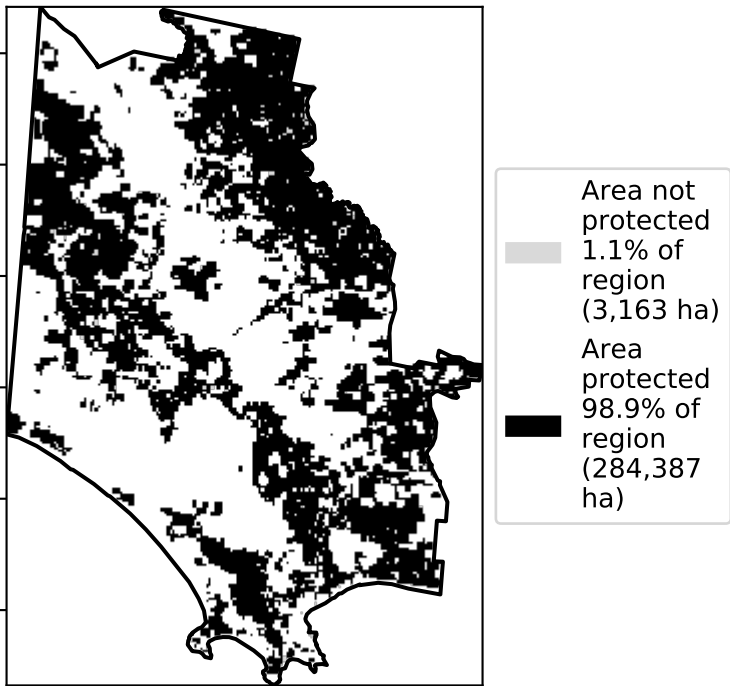 Area not
protected
1.1% of
region
(3,163 ha)
Area
protected
98.9% of
region
(284,387
ha)